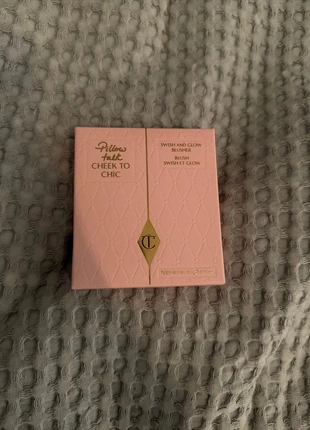 Pillow
talk
CHEEK TO
CHIC
SWISH AND GLOW
BLUSHER
BLUSH
SWISH ET GLOW
CT